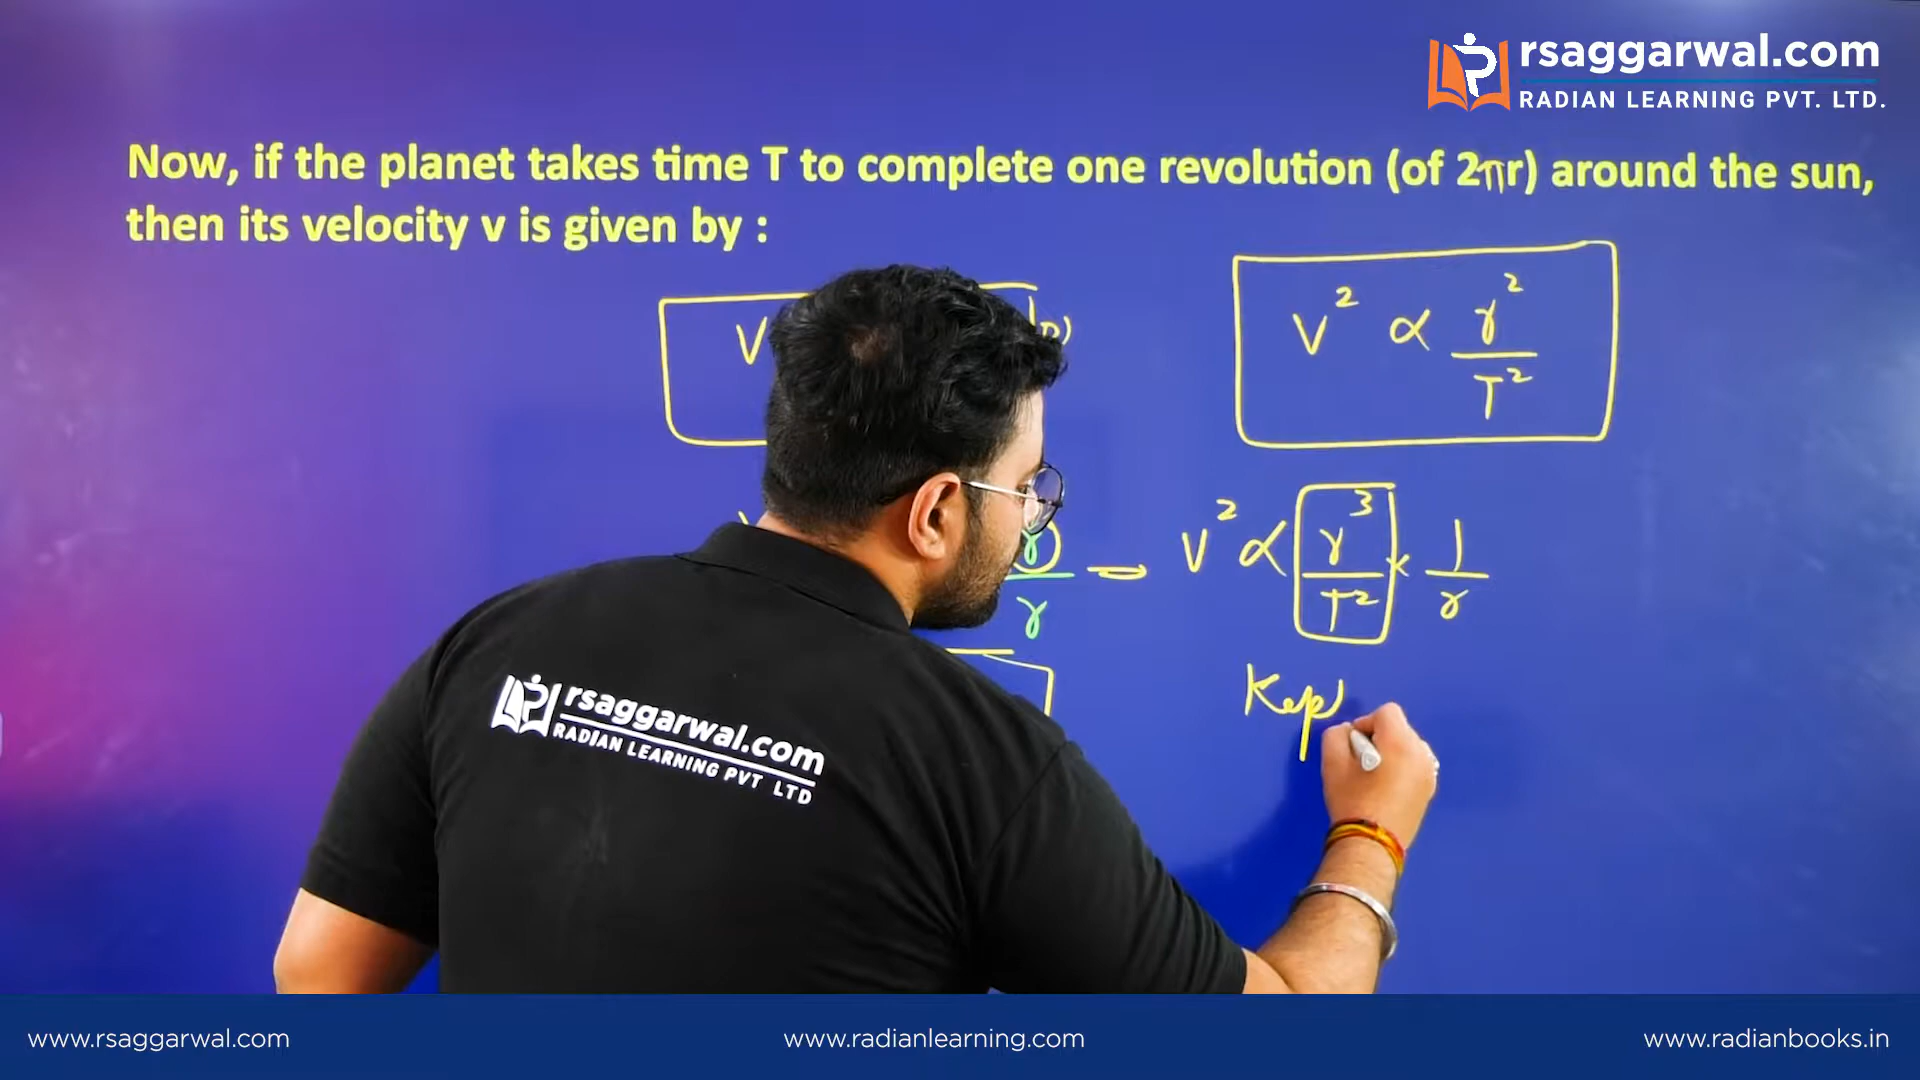 rsaggarwal.com
RADIAN LEARNING PVT. LTD.
Now, if the planet takes time T to complete one revolution (of 2πr) around the sun,
then its velocity v is given by :
V
V² ∝ r²/T²
r/r
V² ∝ r³/T² × 1/r
Kep
rsaggarwal.com
RADIAN LEARNING PVT LTD
www.rsaggarwal.com
www.radianlearning.com
www.radianbooks.in